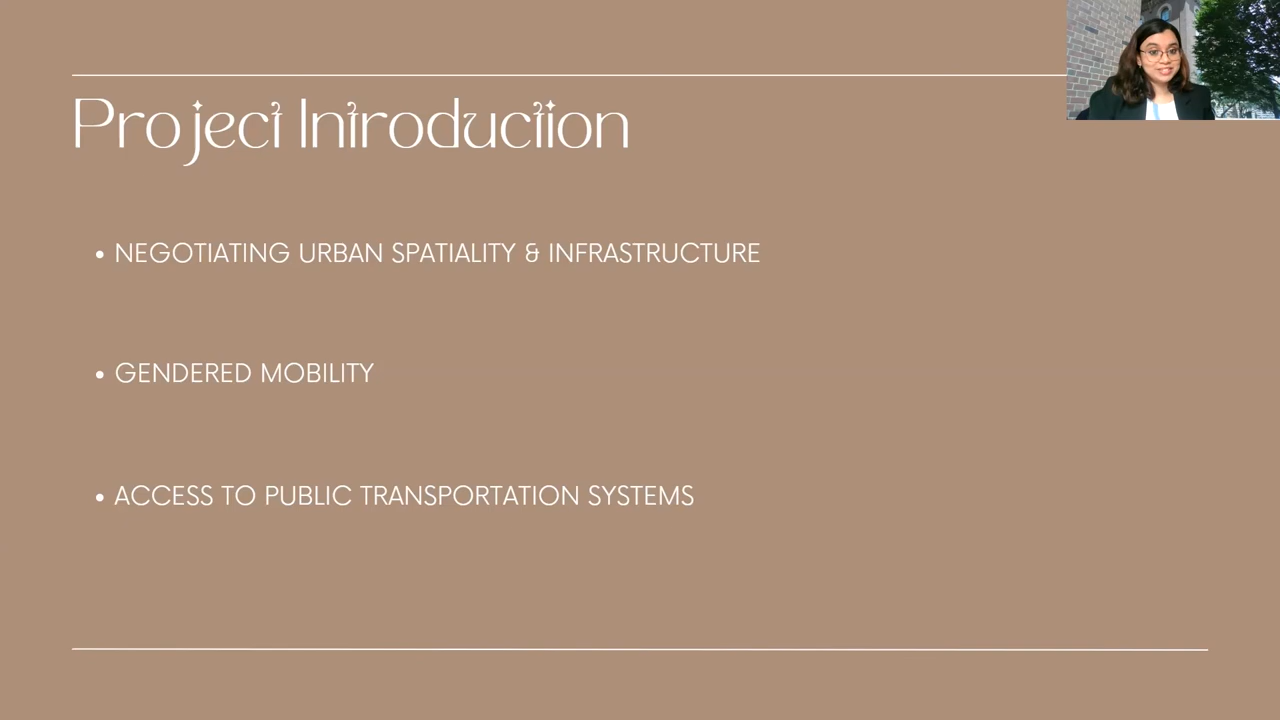 Project Introduction
• NEGOTIATING URBAN SPATIALITY & INFRASTRUCTURE
• GENDERED MOBILITY
• ACCESS TO PUBLIC TRANSPORTATION SYSTEMS